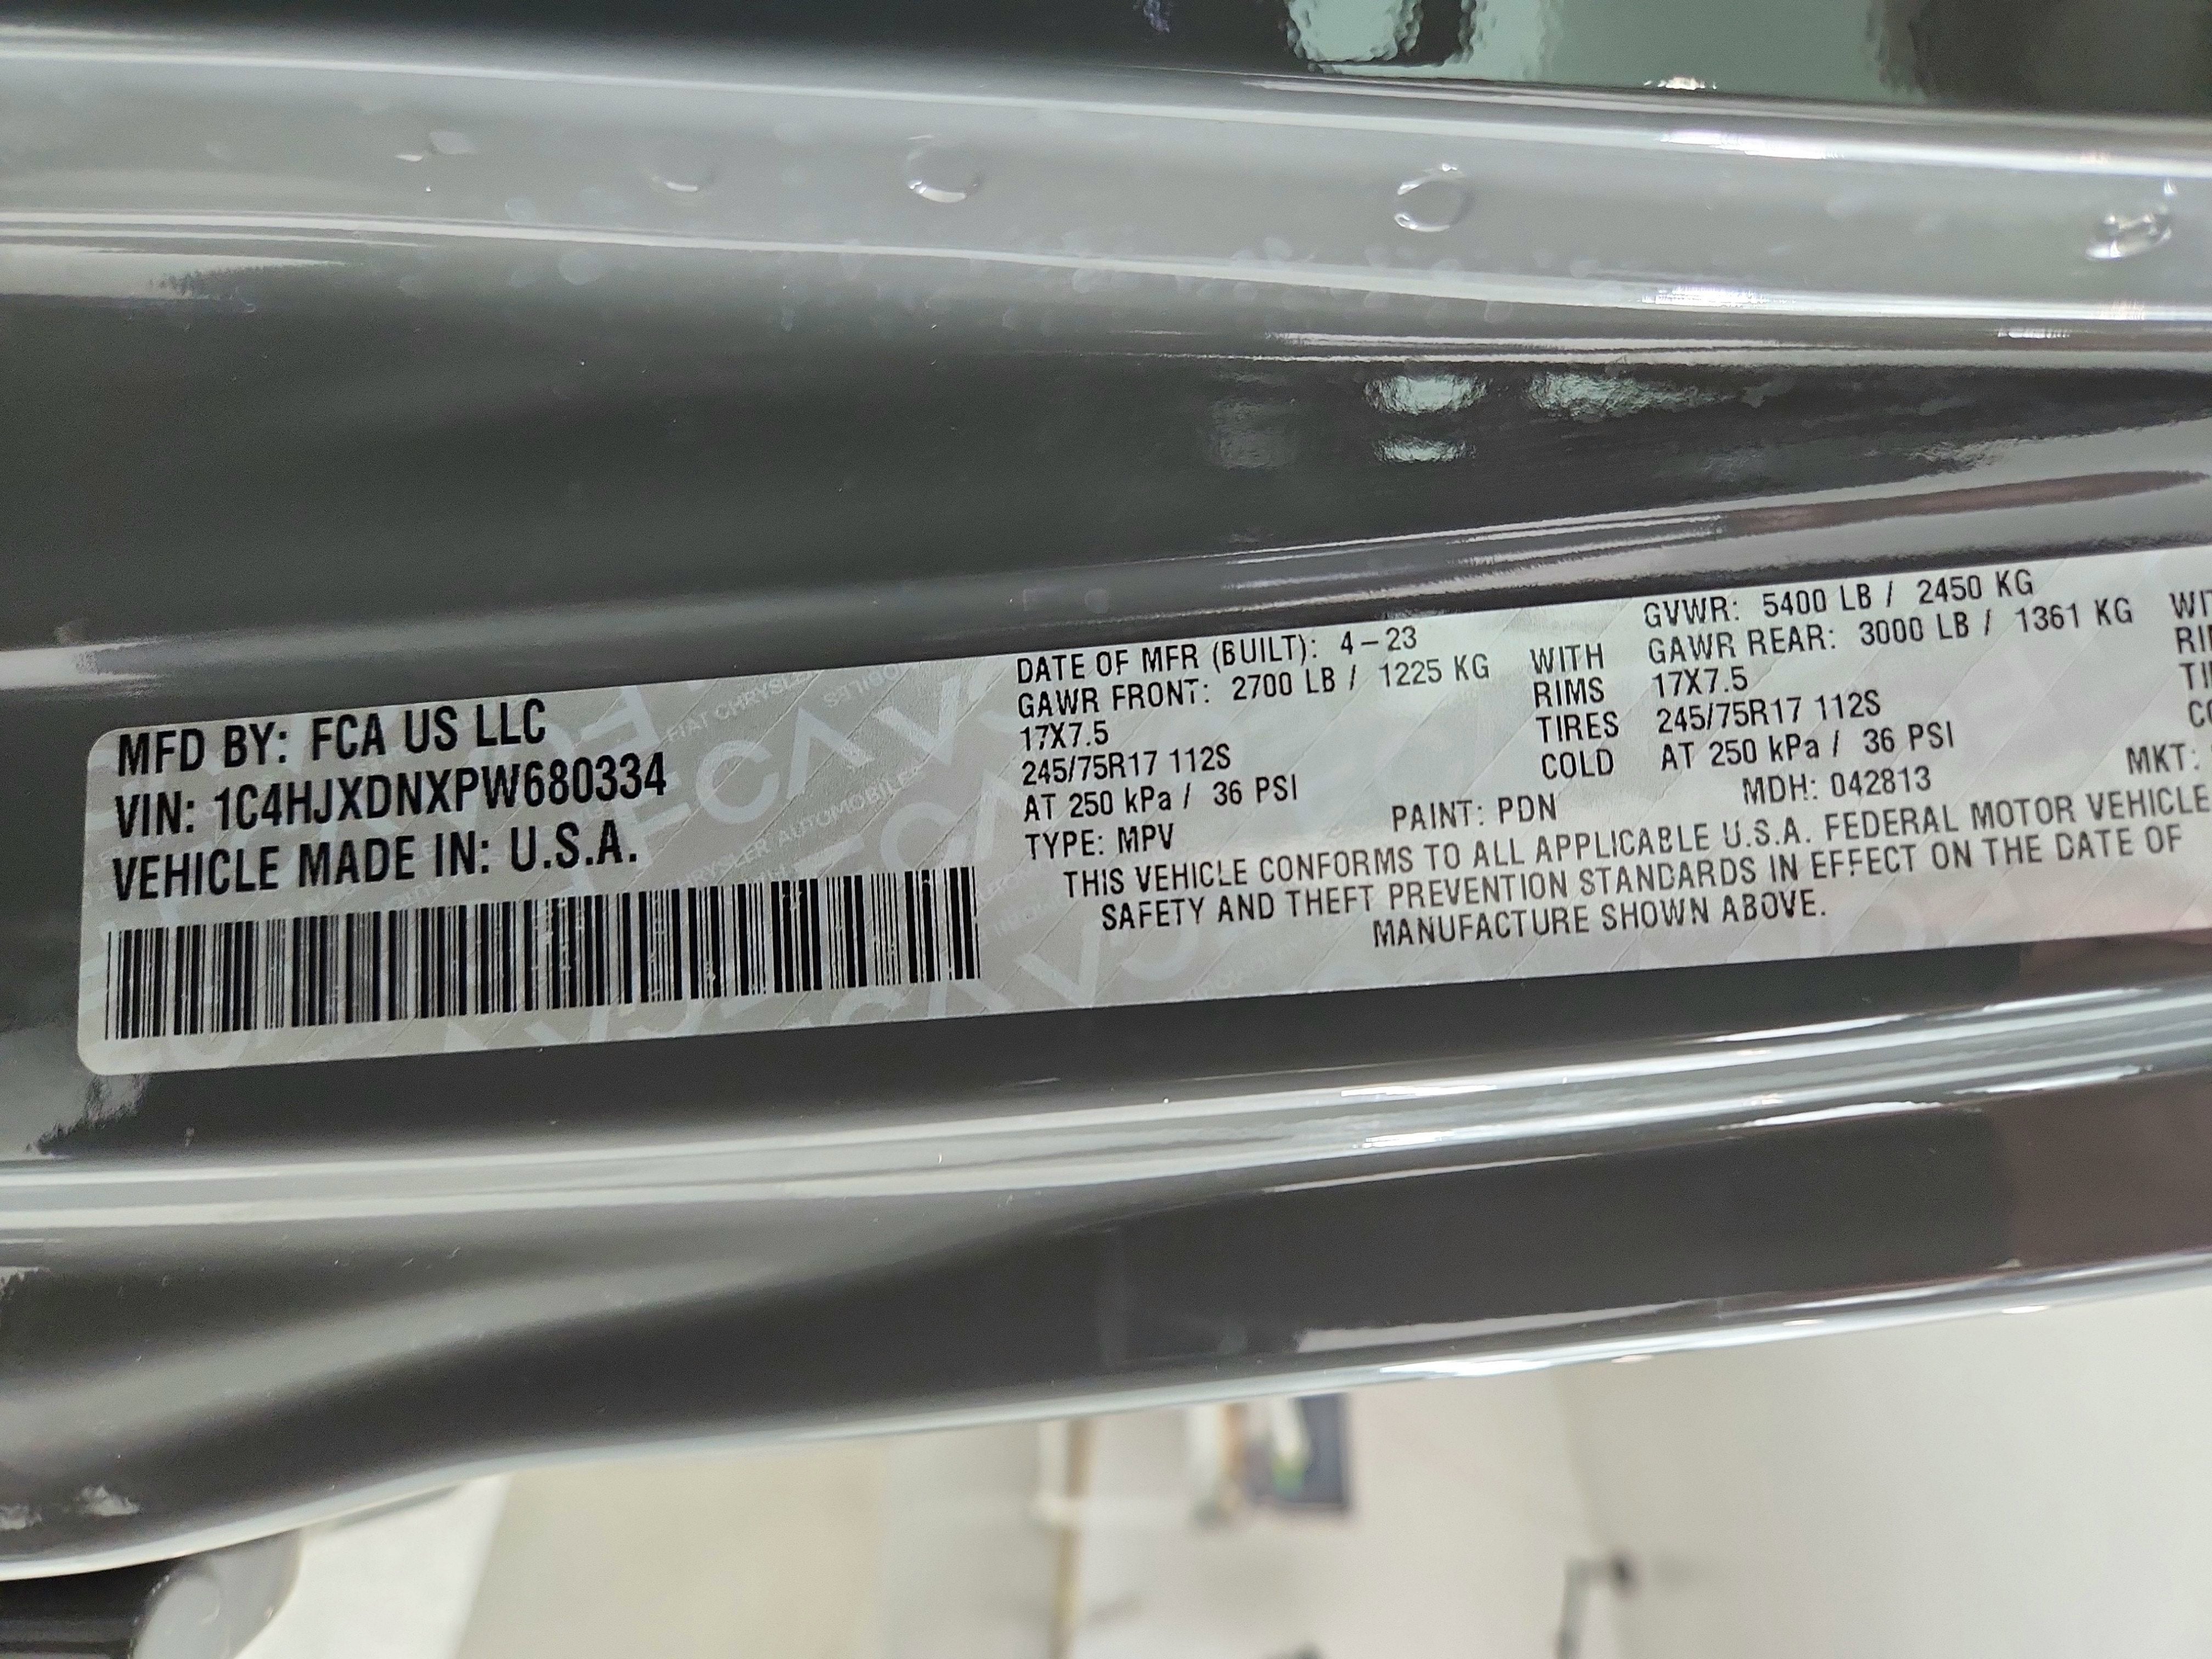 MFD BY: FCA US LLC
VIN: 1C4HJXDNXPW680334
VEHICLE MADE IN: U.S.A.
DATE OF MFR (BUILT): 4-23 GVWR: 5400 LB / 2450 KG
GAWR FRONT: 2700 LB / 1225 KG WITH GAWR REAR: 3000 LB / 1361 KG
17X7.5 RIMS 17X7.5
245/75R17 112S TIRES 245/75R17 112S
AT 250 kPa / 36 PSI COLD AT 250 kPa / 36 PSI
TYPE: MPV PAINT: PDN MDH: 042813 MKT:
THIS VEHICLE CONFORMS TO ALL APPLICABLE U.S.A. FEDERAL MOTOR VEHICLE
SAFETY AND THEFT PREVENTION STANDARDS IN EFFECT ON THE DATE OF
MANUFACTURE SHOWN ABOVE.